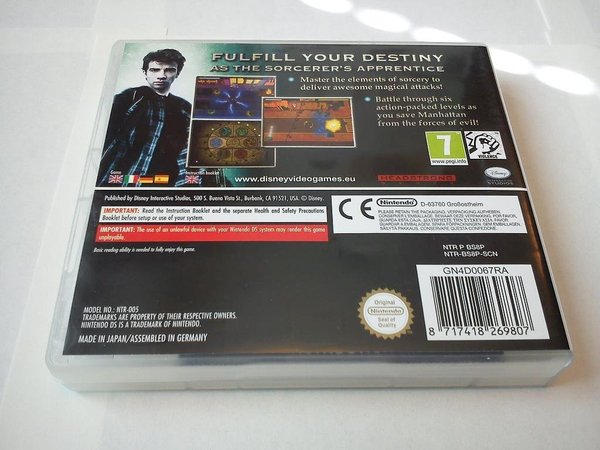 FULFILL YOUR DESTINY
AS THE SORCERER'S APPRENTICE
Master the elements of sorcery to
deliver awesome magical attacks!
Battle through six
action-packed levels as
you save Manhattan
from the forces of evil!
7
www.pegi.info
VIOLENCE
Game
Instruction Booklet
www.disneyvideogames.eu
HEADSTRONG
Disney
STUDIOS
Published by Disney Interactive Studios, 500 S. Buena Vista St., Burbank, CA 91521, USA. © Disney.
IMPORTANT: Read the Instruction Booklet and the separate Health and Safety Precautions
Booklet before setup or use of your system.
IMPORTANT: The use of an unlawful device with your Nintendo DS system may render this game
unplayable.
Basic reading ability is needed to fully enjoy this game.
CE
Nintendo
D-63760 Großostheim
PLEASE RETAIN THIS PACKAGING.
NTR P BS8P
NTR-BS8P-SCN
GN4D0067RA
8 717418 269807
Original
Nintendo
Seal of
Quality
MODEL NO.: NTR-005
TRADEMARKS ARE PROPERTY OF THEIR RESPECTIVE OWNERS.
NINTENDO DS IS A TRADEMARK OF NINTENDO.
MADE IN JAPAN/ASSEMBLED IN GERMANY